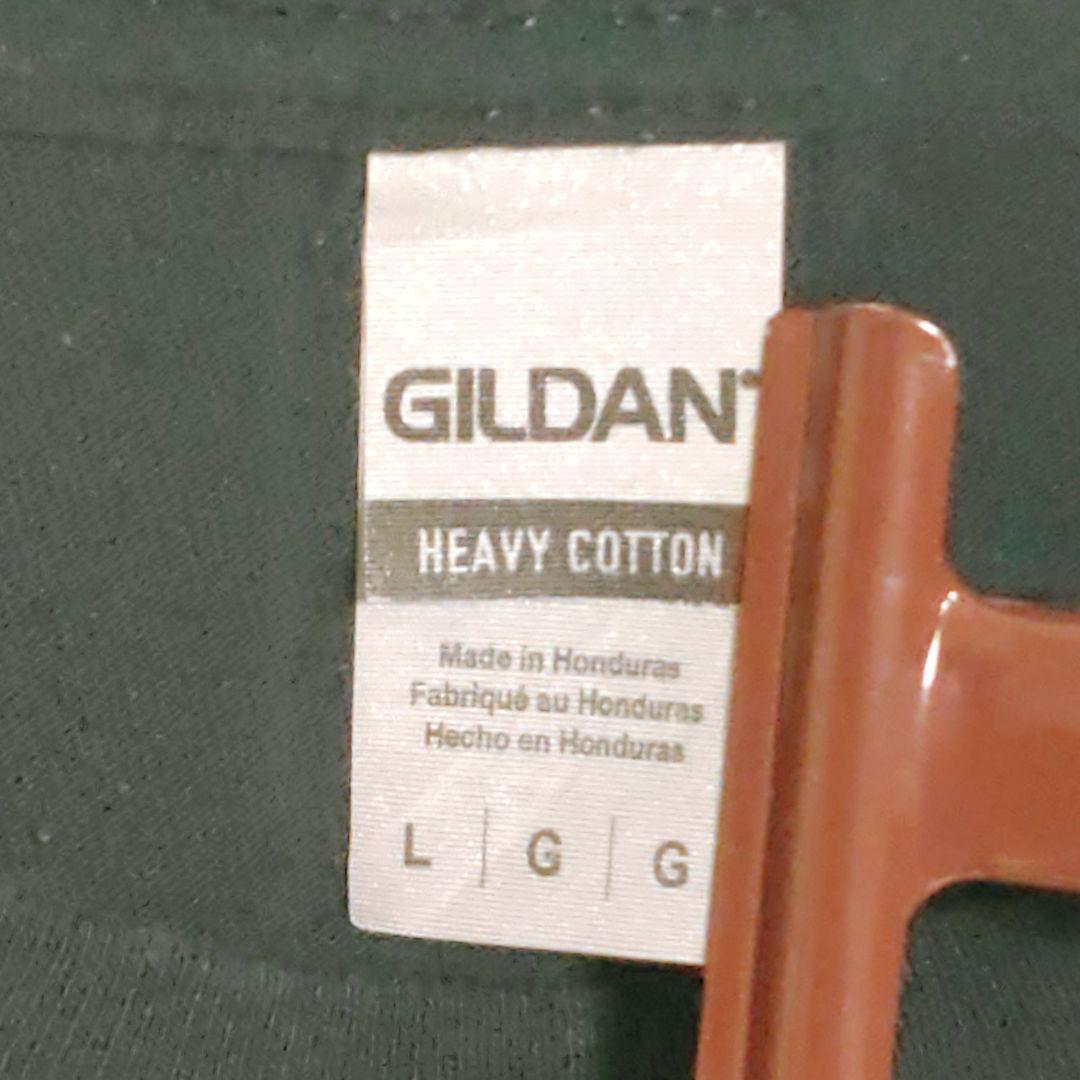 GILDAN
HEAVY COTTON
Made in Honduras
Fabriqué au Honduras
Hecho en Honduras
L | G | G